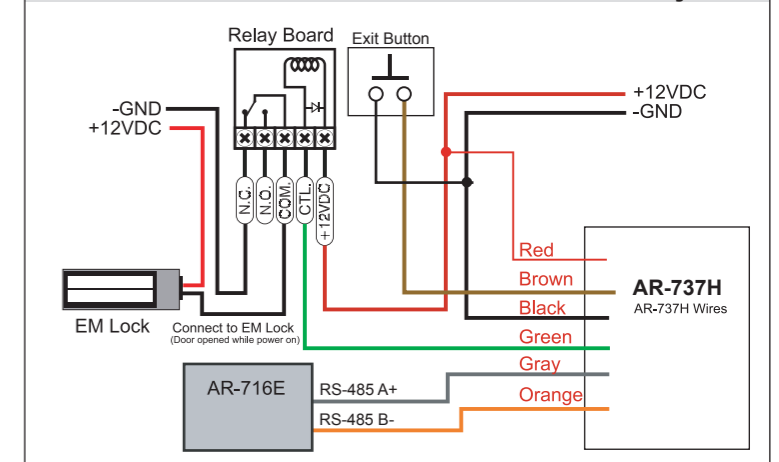 Relay Board
Exit Button
+12VDC
-GND
-GND
+12VDC
N.C.
N.O.
COM.
CTL.
+12VDC
Red
Brown
AR-737H
AR-737H Wires
Black
EM Lock
Connect to EM Lock
(Door opened while power on)
Green
Gray
AR-716E
RS-485 A+
Orange
RS-485 B-